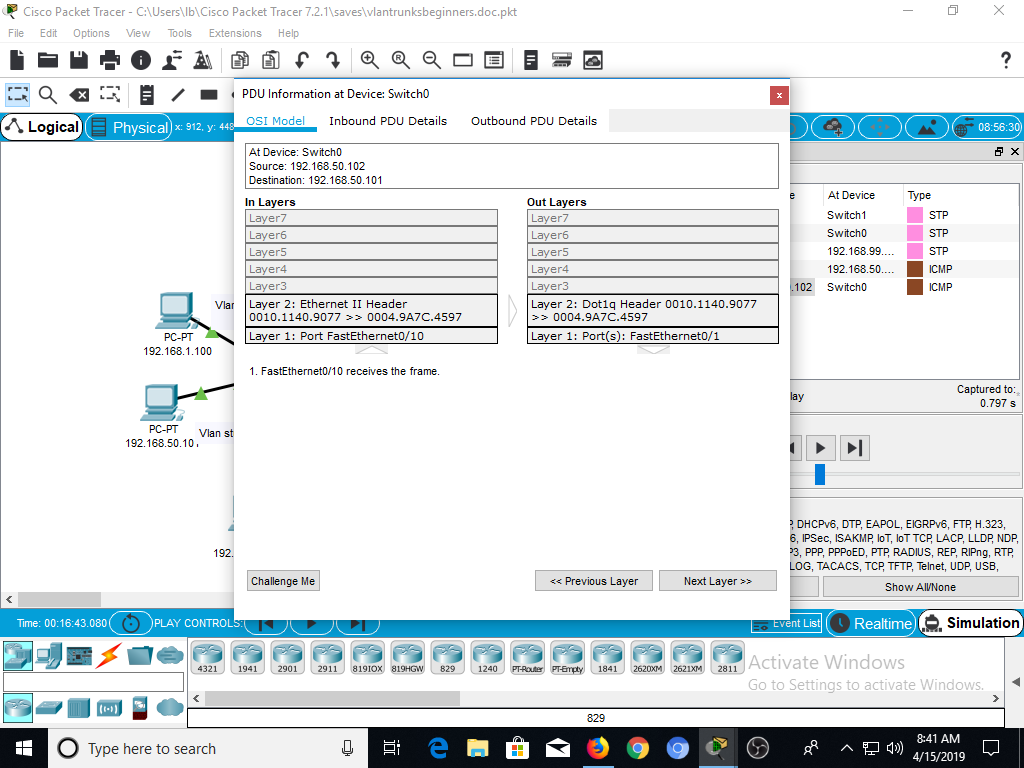 Cisco Packet Tracer - C:\Users\lb\Cisco Packet Tracer 7.2.1\saves\vlantrunksbeginners.doc.pkt
File Edit Options View Tools Extensions Help
?
Logical Physical x: 912, y: 448 08:56:30
PDU Information at Device: Switch0
x
OSI Model Inbound PDU Details Outbound PDU Details
At Device: Switch0
Source: 192.168.50.102
Destination: 192.168.50.101
In Layers
Layer7
Layer6
Layer5
Layer4
Layer3
Layer 2: Ethernet II Header
0010.1140.9077 >> 0004.9A7C.4597
Layer 1: Port FastEthernet0/10
Out Layers
Layer7
Layer6
Layer5
Layer4
Layer3
Layer 2: Dot1q Header 0010.1140.9077
>> 0004.9A7C.4597
Layer 1: Port(s): FastEthernet0/1
1. FastEthernet0/10 receives the frame.
Challenge Me << Previous Layer Next Layer >>
e At Device Type
Switch1 STP
Switch0 STP
192.168.99.... STP
192.168.50.... ICMP
.102 Switch0 ICMP
lay
Captured to:
0.797 s
Vlan
PC-PT
192.168.1.100
PC-PT
192.168.50.10
Vlan st
192.
DHCPv6, DTP, EAPOL, EIGRPv6, FTP, H.323,
6, IPSec, ISAKMP, IoT, IoT TCP, LACP, LLDP, NDP,
P3, PPP, PPPoED, PTP, RADIUS, REP, RIPng, RTP,
LOG, TACACS, TCP, TFTP, Telnet, UDP, USB,
Show All/None
Time: 00:16:43.080 PLAY CONTROLS: Event List Realtime Simulation
4321 1941 2901 2911 819IOX 819HGW 829 1240 PT-Router PT-Empty 1841 2620XM 2621XM 2811
Activate Windows
Go to Settings to activate Windows.
829
Type here to search
8:41 AM
4/15/2019